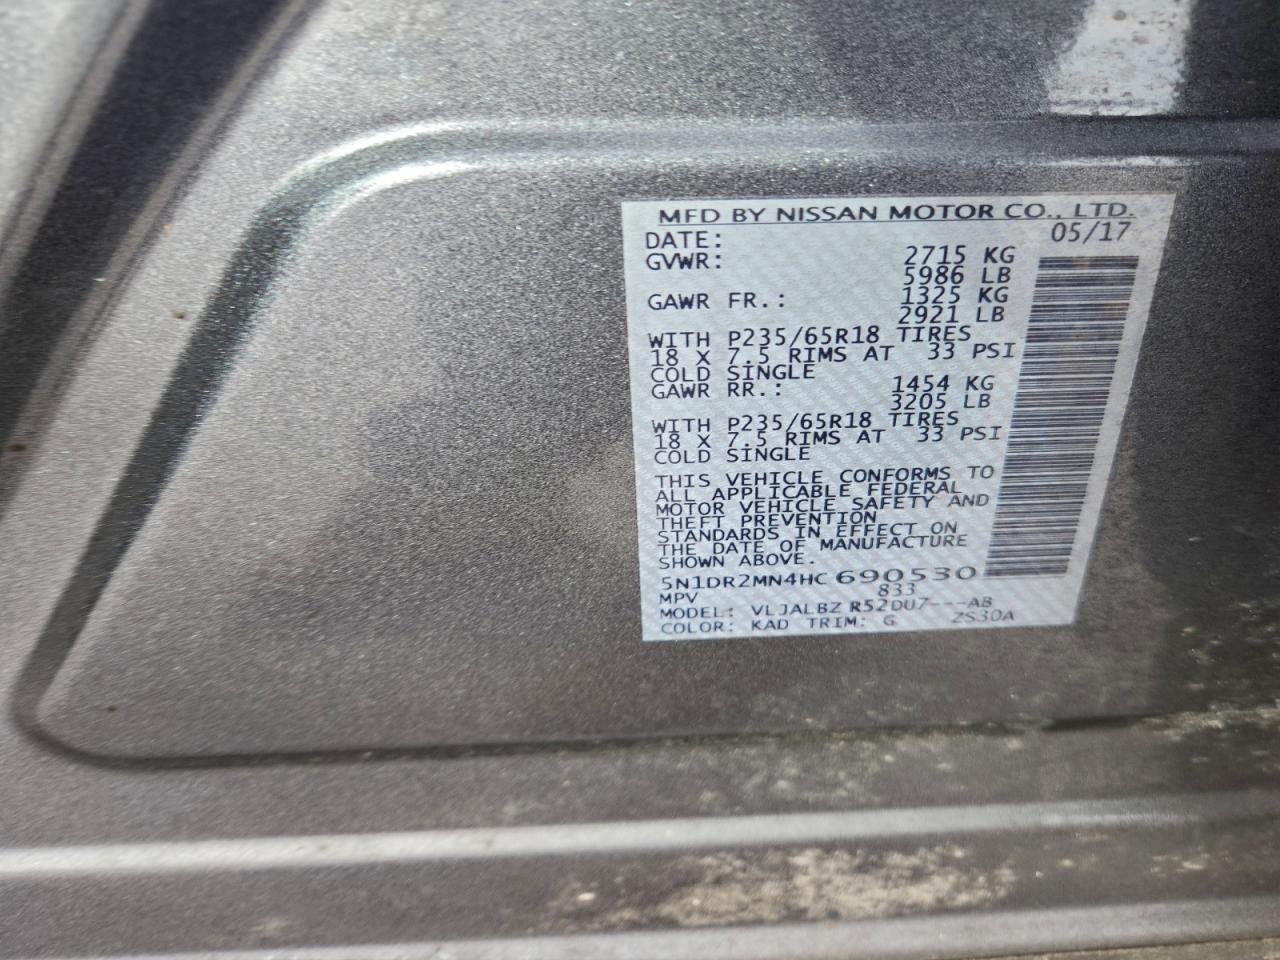 MFD BY NISSAN MOTOR CO., LTD.
DATE: 05/17
GVWR: 2715 KG
5986 LB
GAWR FR.: 1325 KG
2921 LB
WITH P235/65R18 TIRES
18 X 7.5 RIMS AT 33 PSI
COLD SINGLE
GAWR RR.: 1454 KG
3205 LB
WITH P235/65R18 TIRES
18 X 7.5 RIMS AT 33 PSI
COLD SINGLE
THIS VEHICLE CONFORMS TO
ALL APPLICABLE FEDERAL
MOTOR VEHICLE SAFETY AND
THEFT PREVENTION
STANDARDS IN EFFECT ON
THE DATE OF MANUFACTURE
SHOWN ABOVE.
5N1DR2MN4HC690530
MPV 833
MODEL: VLJALBZ R52DU7---AB
COLOR: KAD TRIM: G ZS30A